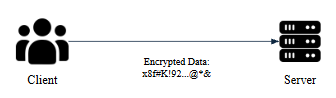 Encrypted Data:
x8f#K!92...@*&
Client
Server